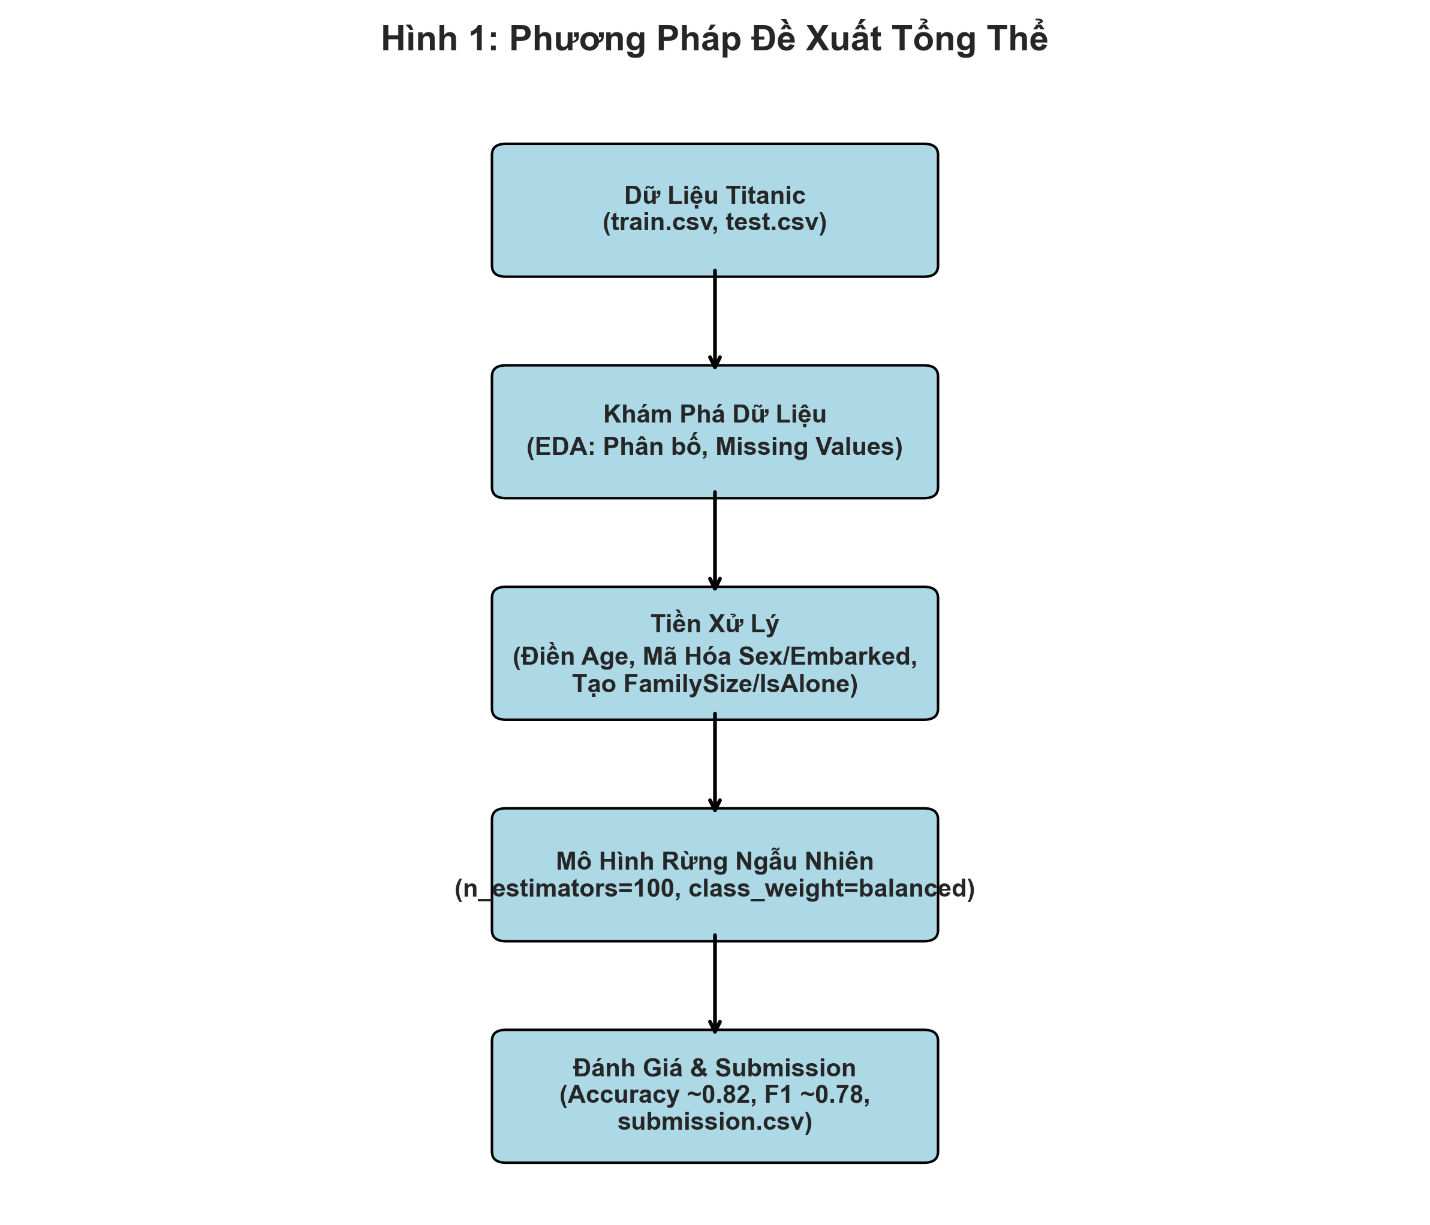 Hình 1: Phương Pháp Đề Xuất Tổng Thể
Dữ Liệu Titanic
(train.csv, test.csv)
Khám Phá Dữ Liệu
(EDA: Phân bố, Missing Values)
Tiền Xử Lý
(Điền Age, Mã Hóa Sex/Embarked,
Tạo FamilySize/IsAlone)
Mô Hình Rừng Ngẫu Nhiên
(n_estimators=100, class_weight=balanced)
Đánh Giá & Submission
(Accuracy ~0.82, F1 ~0.78,
submission.csv)